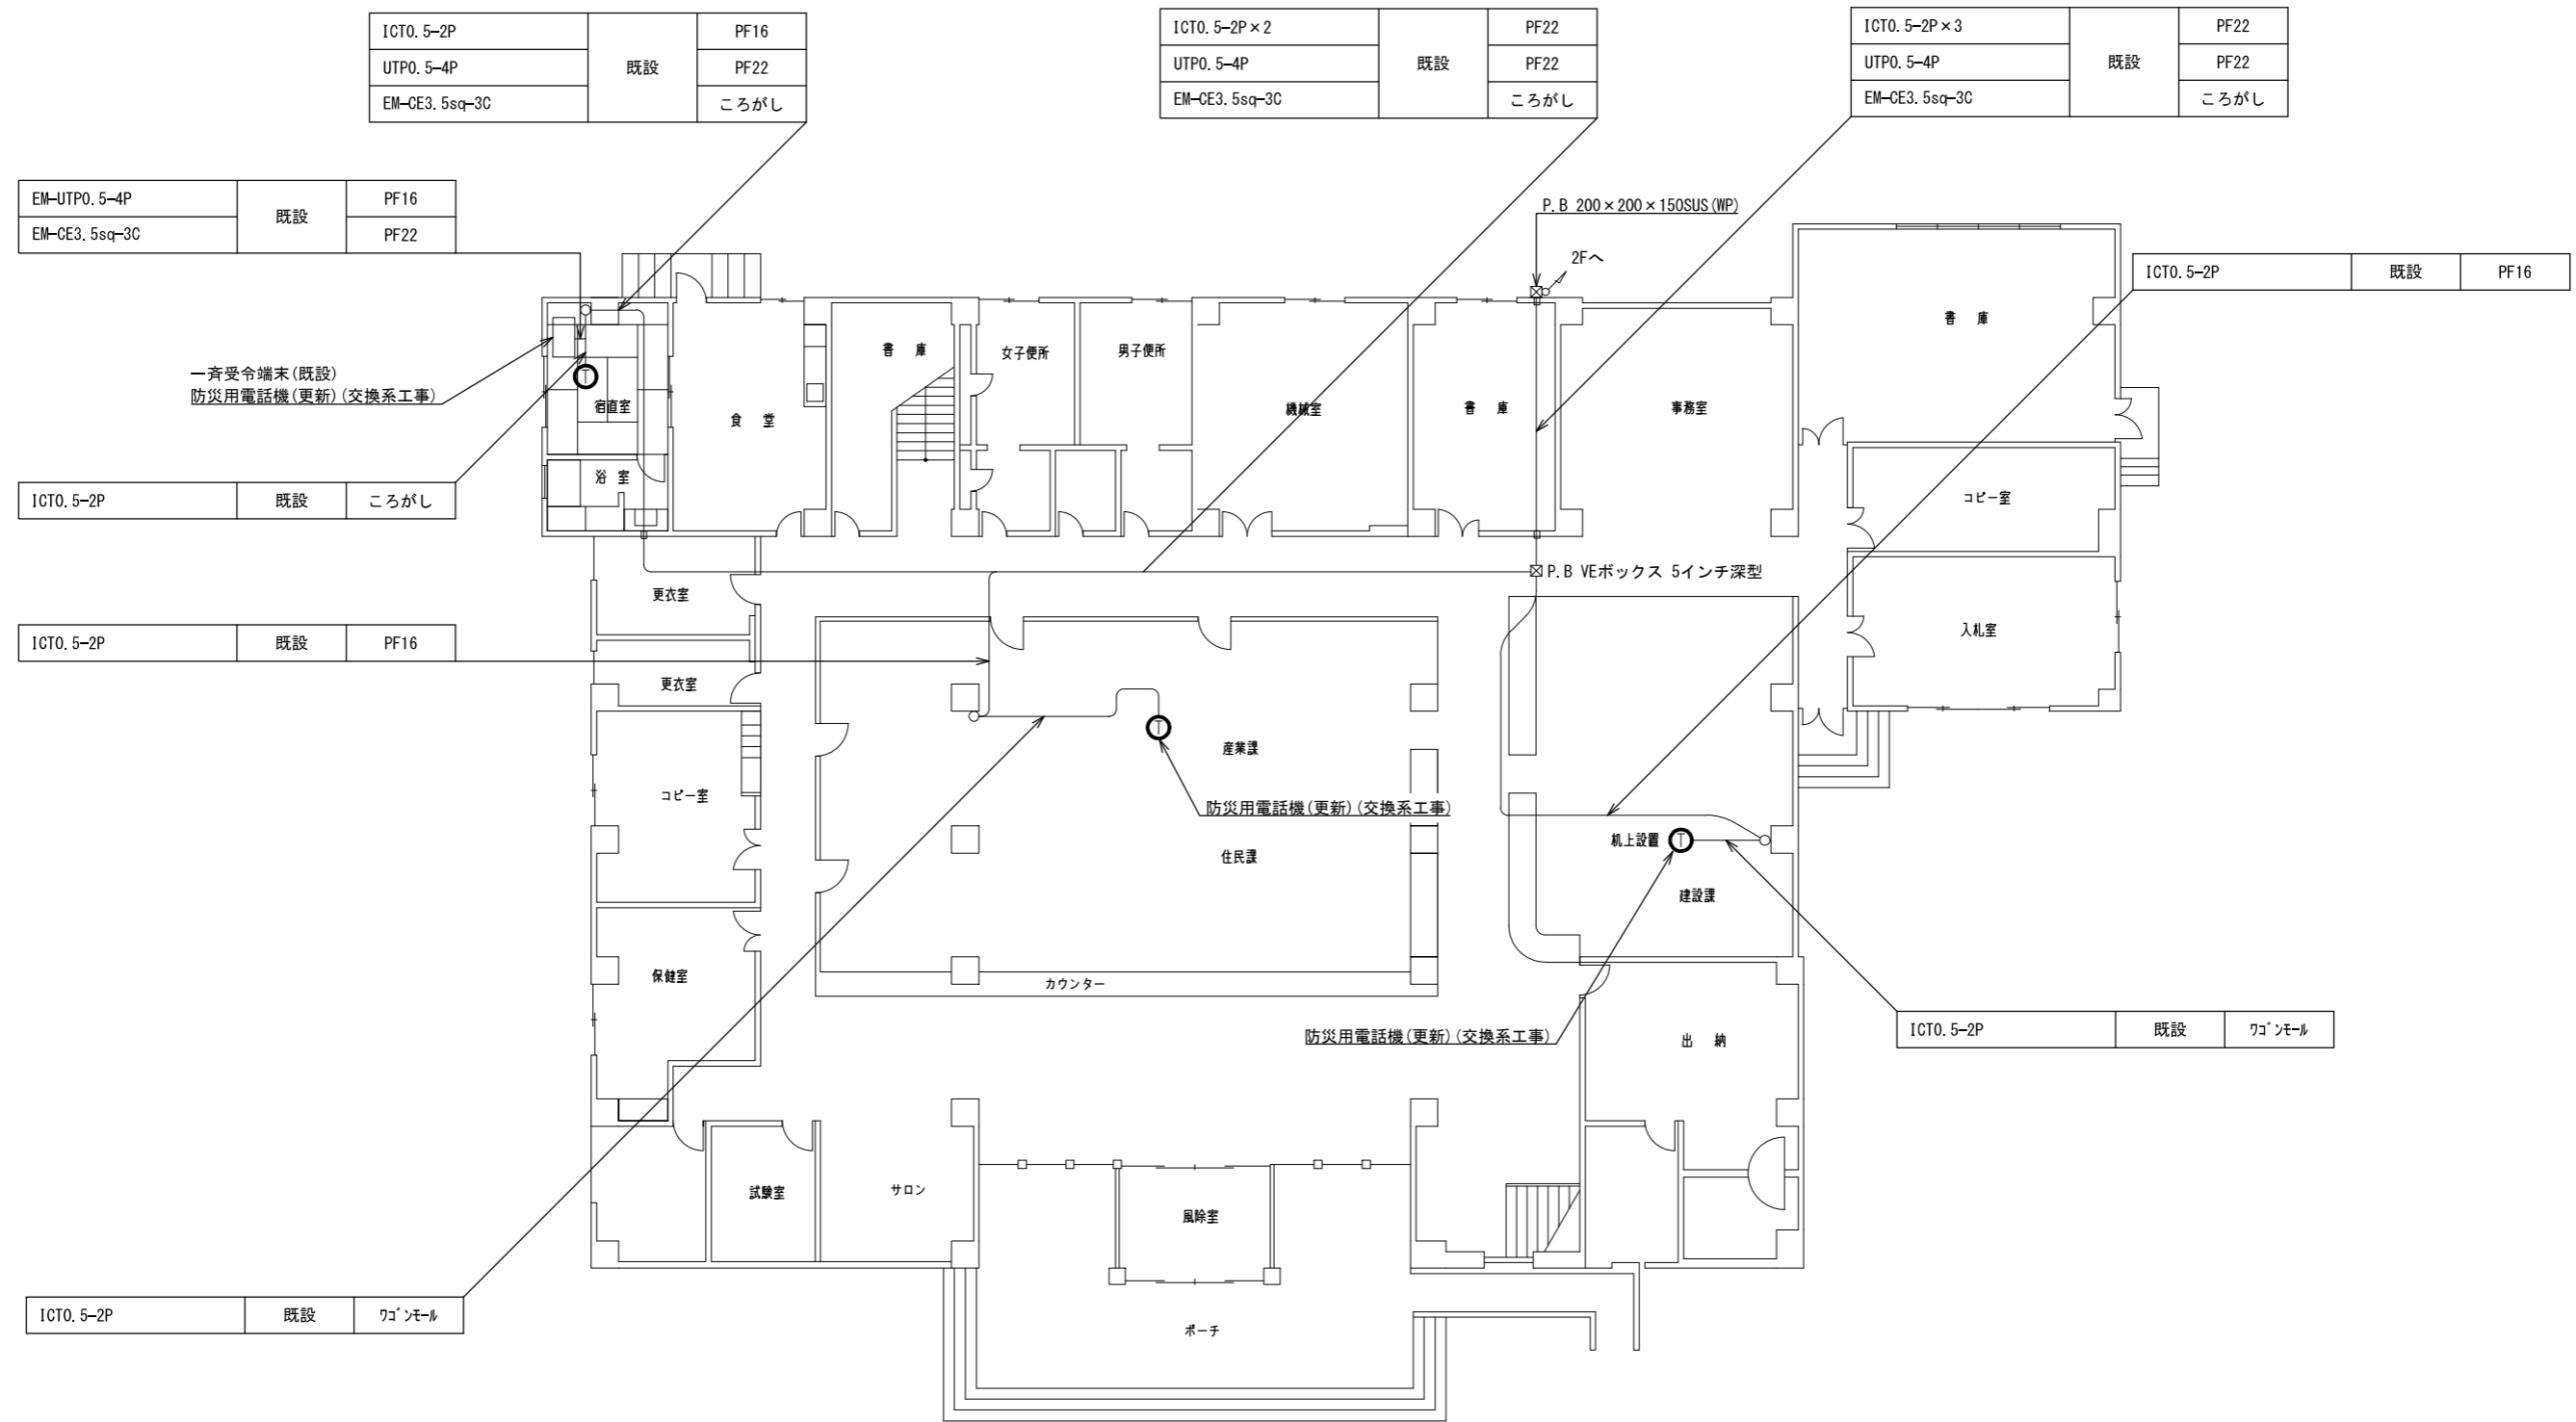 ICT0.5-2P 既設 PF16
UTP0.5-4P PF22
EM-CE3.5sq-3C ころがし
ICT0.5-2P×2 既設 PF22
UTP0.5-4P PF22
EM-CE3.5sq-3C ころがし
ICT0.5-2P×3 既設 PF22
UTP0.5-4P PF22
EM-CE3.5sq-3C ころがし
EM-UTP0.5-4P 既設 PF16
EM-CE3.5sq-3C PF22
P.B 200×200×150SUS(WP)
2Fへ
ICT0.5-2P 既設 PF16
一斉受令端末(既設)
防災用電話機(更新)(交換系工事)
T
宿直室
食 堂
書 庫
女子便所
男子便所
機械室
書 庫
事務室
書 庫
浴 室
ICT0.5-2P 既設 ころがし
コピー室
P.B VEボックス 5インチ深型
更衣室
入札室
ICT0.5-2P 既設 PF16
更衣室
T
産業課
コピー室
防災用電話機(更新)(交換系工事)
机上設置
T
住民課
建設課
保健室
カウンター
防災用電話機(更新)(交換系工事)
出 納
ICT0.5-2P 既設 ワゴンモール
試験室
サロン
風除室
ICT0.5-2P 既設 ワゴンモール
ポーチ